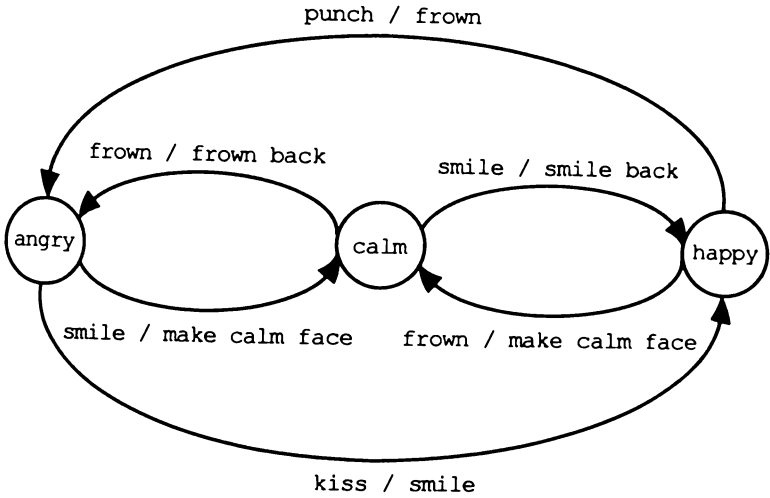 punch / frown
frown / frown back
smile / smile back
angry
calm
happy
smile / make calm face
frown / make calm face
kiss / smile